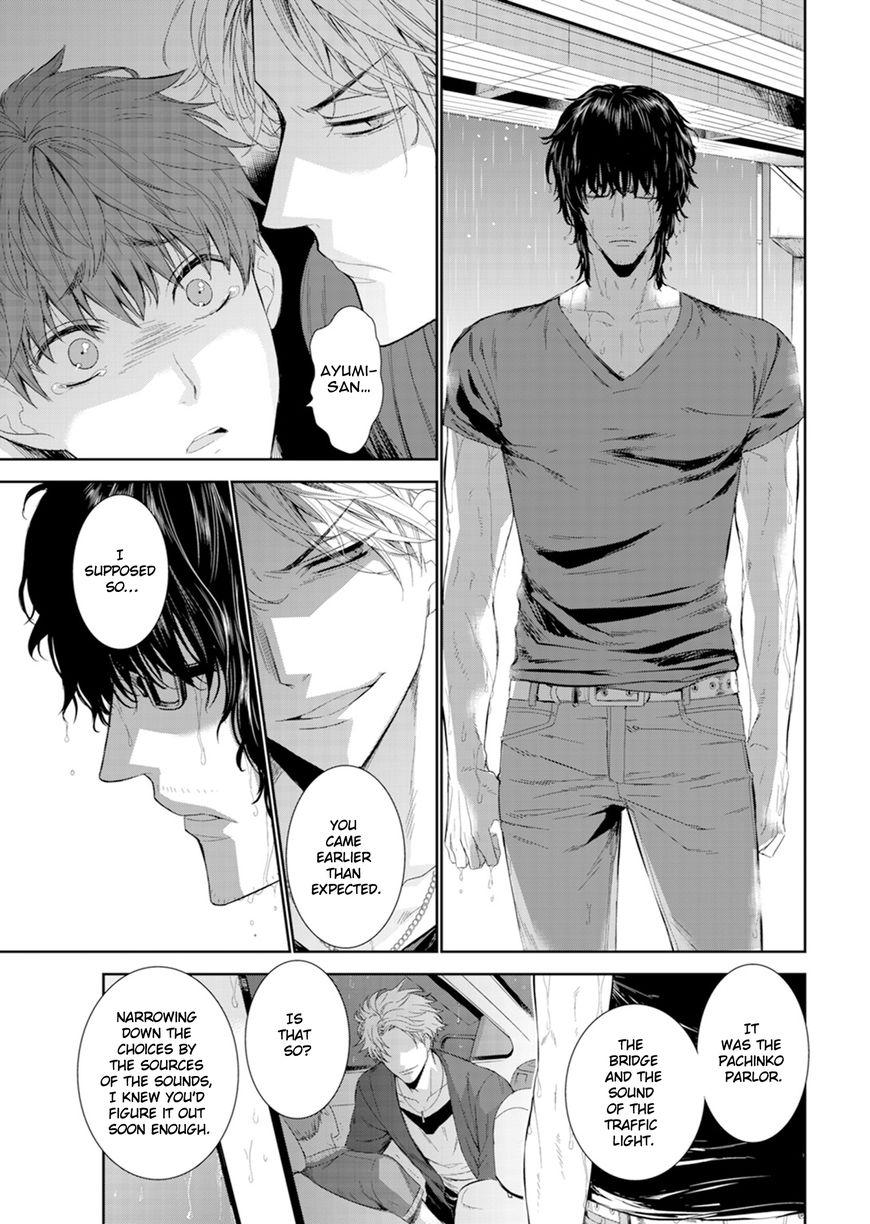 AYUMI-
SAN...
YOU
CAME
EARLIER
THAN
EXPECTED.
I
SUPPOSED
SO...
IT
WAS THE
PACHINKO
PARLOR.
THE
BRIDGE
AND THE
SOUND
OF THE
TRAFFIC
LIGHT.
IS
THAT
SO?
NARROWING
DOWN THE
CHOICES BY
THE SOURCES
OF THE SOUNDS,
I KNEW YOU'D
FIGURE IT OUT
SOON ENOUGH.